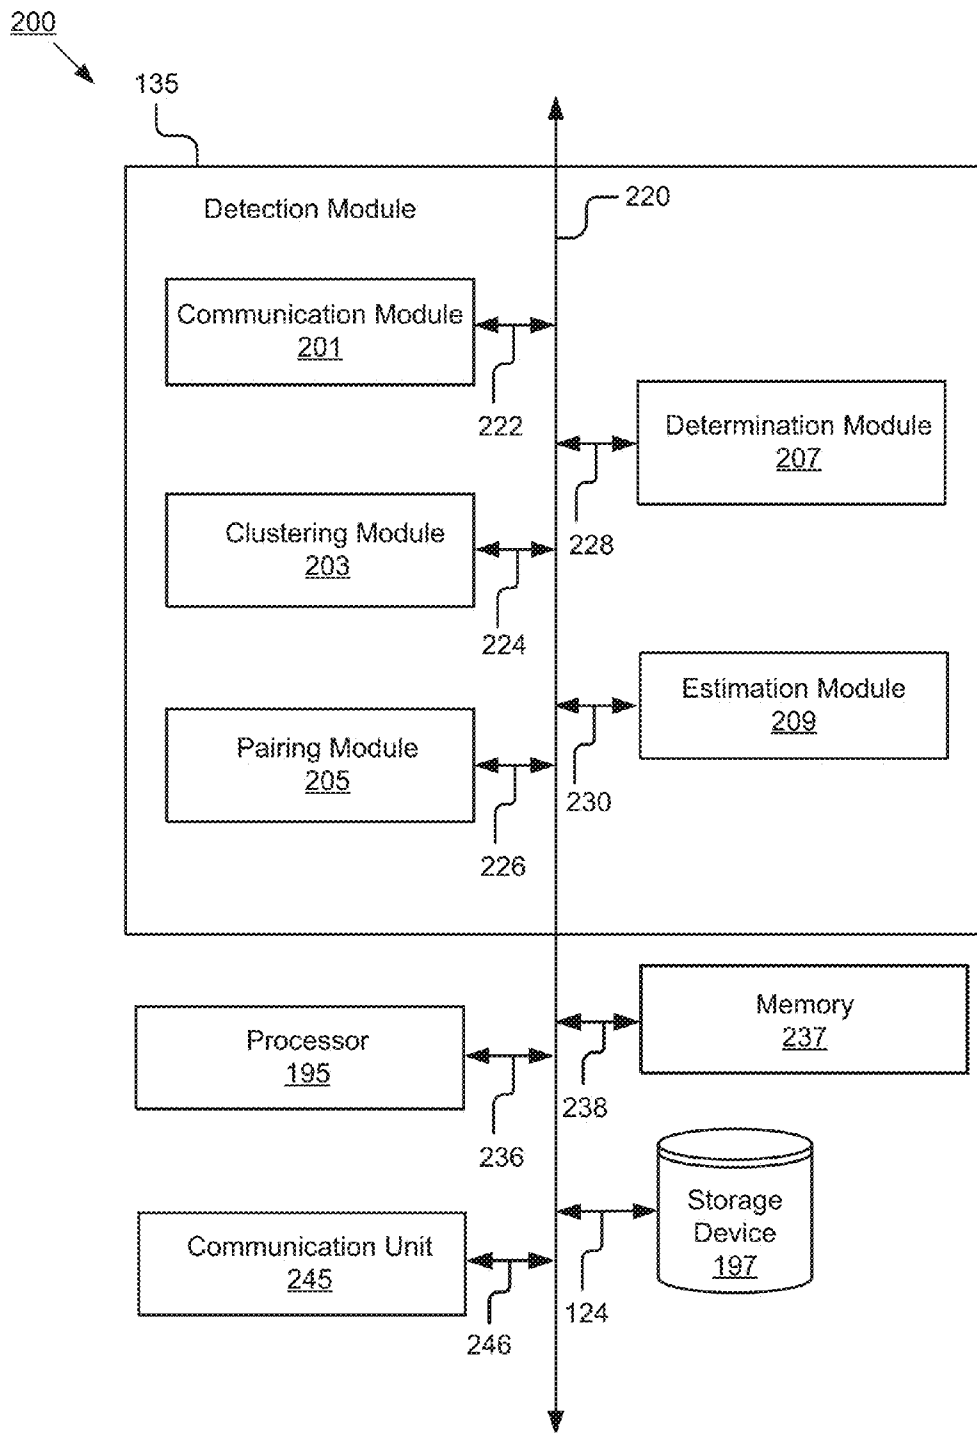 200
135
220
Detection Module
Communication Module
201
222
Determination Module
207
228
Clustering Module
203
224
Estimation Module
209
230
Pairing Module
205
226
Memory
237
238
Processor
195
236
Storage
Device
197
124
Communication Unit
245
246